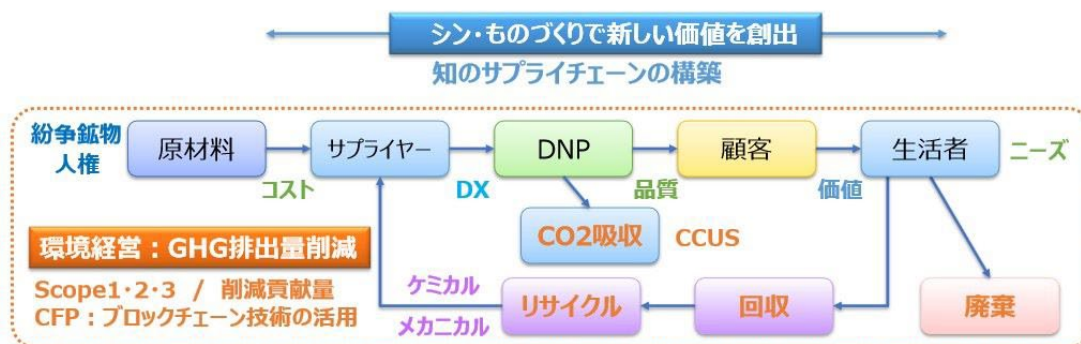 シン・ものづくりで新しい価値を創出
知のサプライチェーンの構築
紛争鉱物
人権
原材料
コスト
サプライヤー
DX
DNP
品質
顧客
価値
生活者
ニーズ
CO2吸収
CCUS
環境経営:GHG排出量削減
Scope1・2・3 / 削減貢献量
CFP:ブロックチェーン技術の活用
ケミカル
メカニカル
リサイクル
回収
廃棄